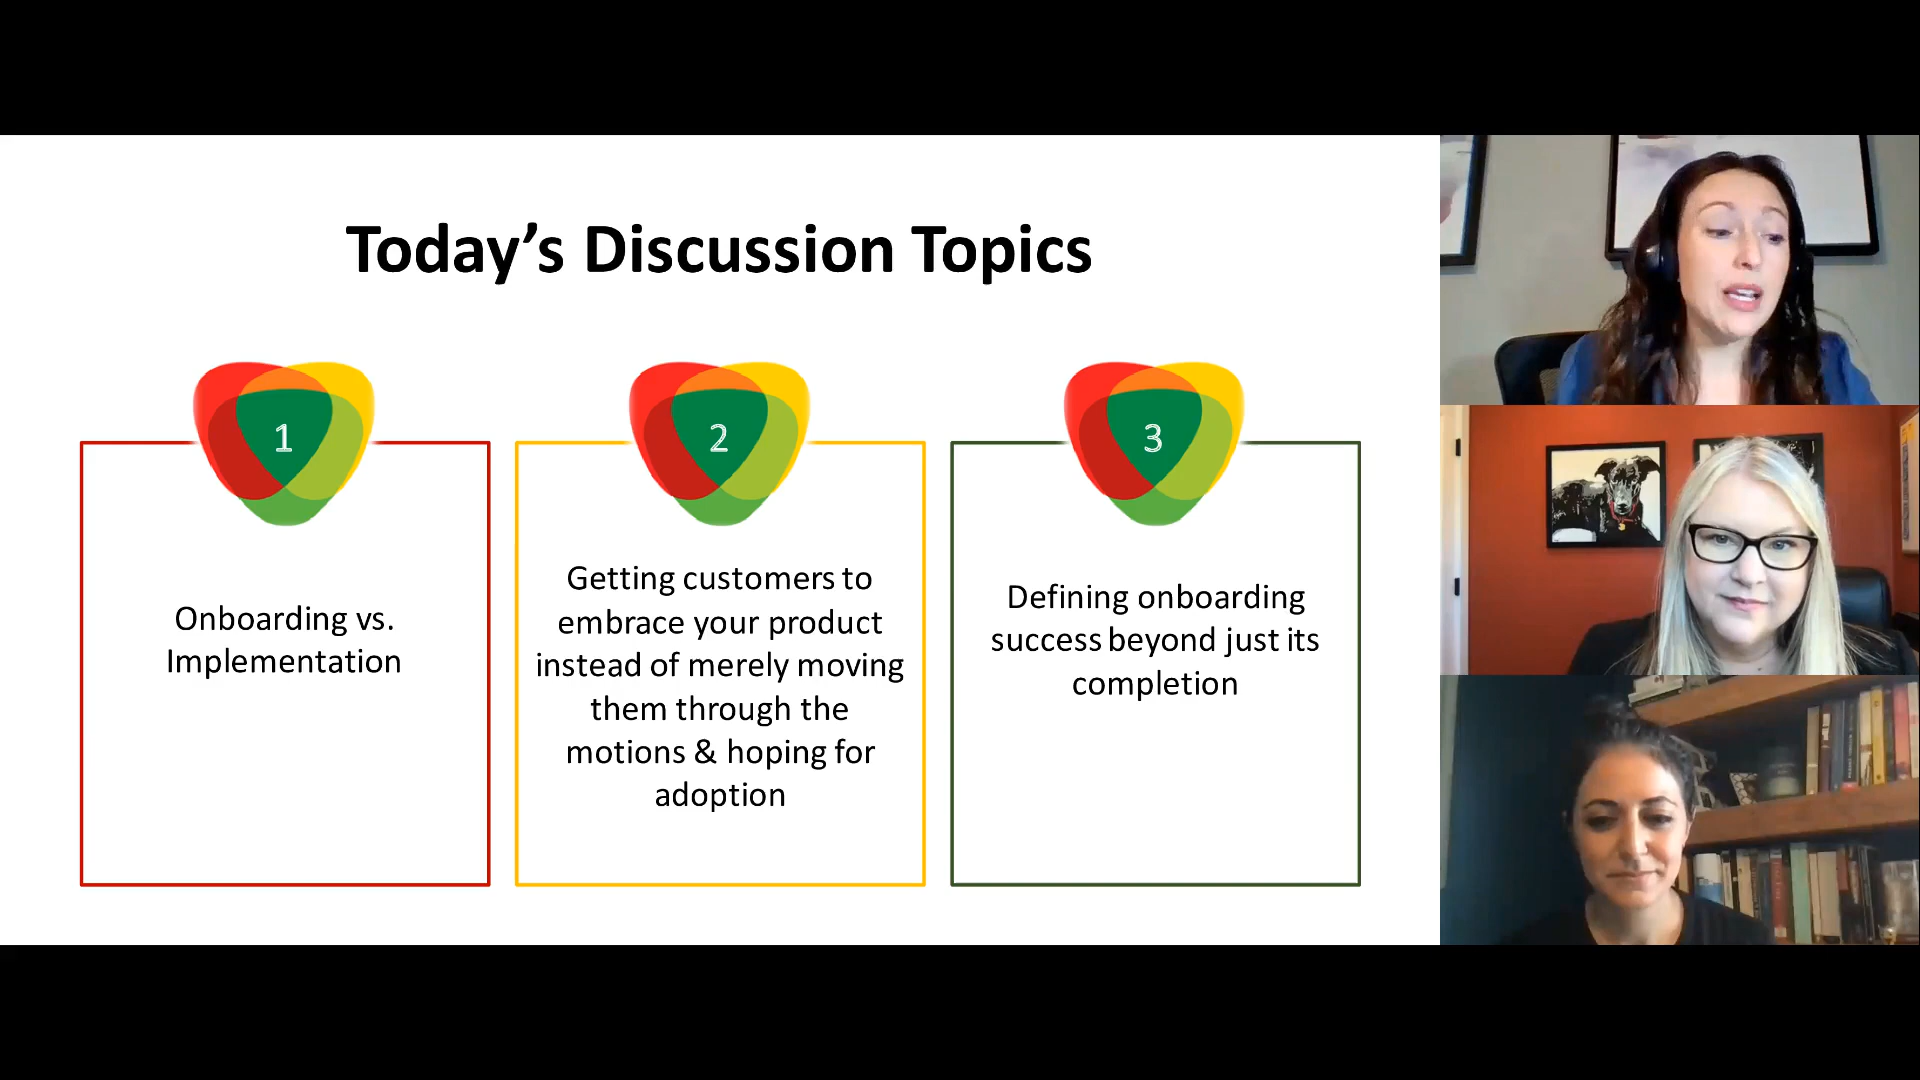 Today’s Discussion Topics
1
Onboarding vs.
Implementation
2
Getting customers to
embrace your product
instead of merely moving
them through the
motions & hoping for
adoption
3
Defining onboarding
success beyond just its
completion